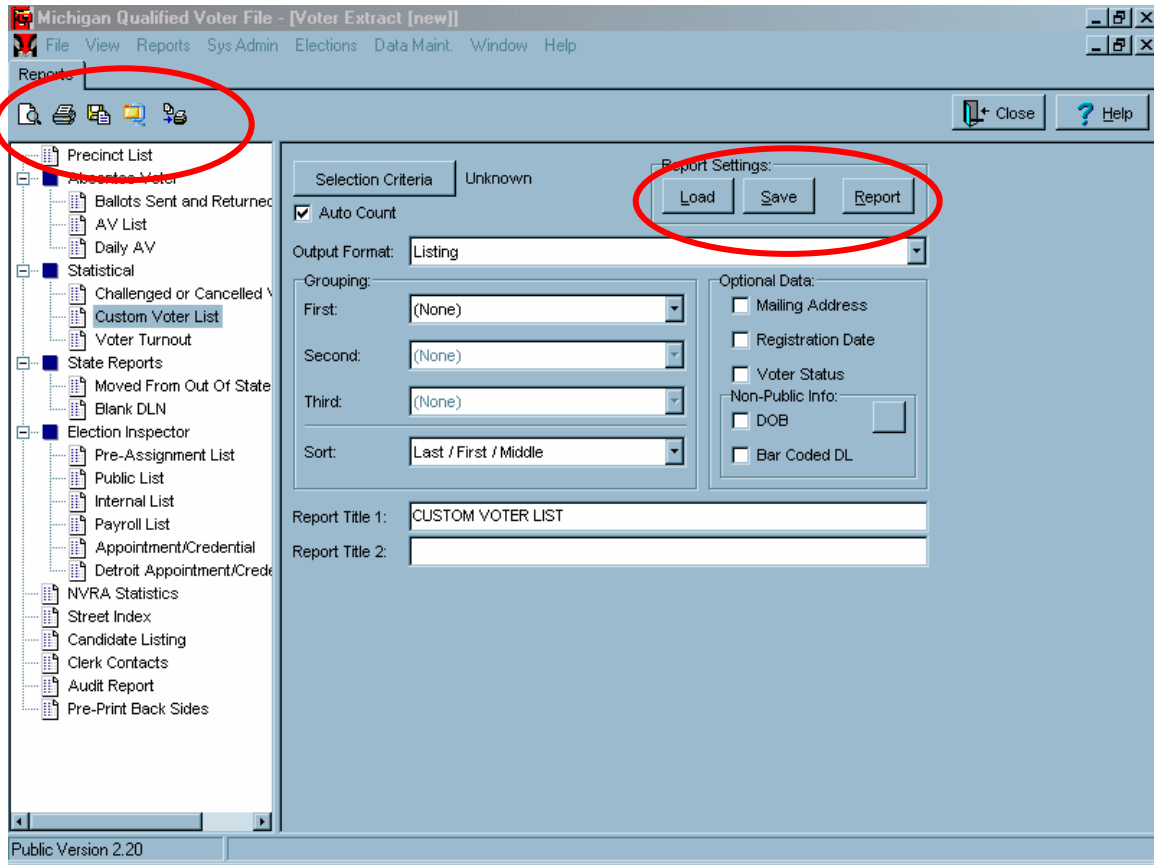 Michigan Qualified Voter File - [Voter Extract [new]]
File View Reports Sys Admin Elections Data Maint. Window Help
Reports
Close Help
Precinct List
Absentee Voter
Ballots Sent and Returned
AV List
Daily AV
Statistical
Challenged or Cancelled V
Custom Voter List
Voter Turnout
State Reports
Moved From Out Of State
Blank DLN
Election Inspector
Pre-Assignment List
Public List
Internal List
Payroll List
Appointment/Credential
Detroit Appointment/Crede
NVRA Statistics
Street Index
Candidate Listing
Clerk Contacts
Audit Report
Pre-Print Back Sides
Selection Criteria Unknown
Auto Count
Report Settings:
Load Save Report
Output Format: Listing
Grouping:
First: (None)
Second: (None)
Third: (None)
Sort: Last / First / Middle
Optional Data:
Mailing Address
Registration Date
Voter Status
Non-Public Info:
DOB
Bar Coded DL
Report Title 1: CUSTOM VOTER LIST
Report Title 2:
Public Version 2.20